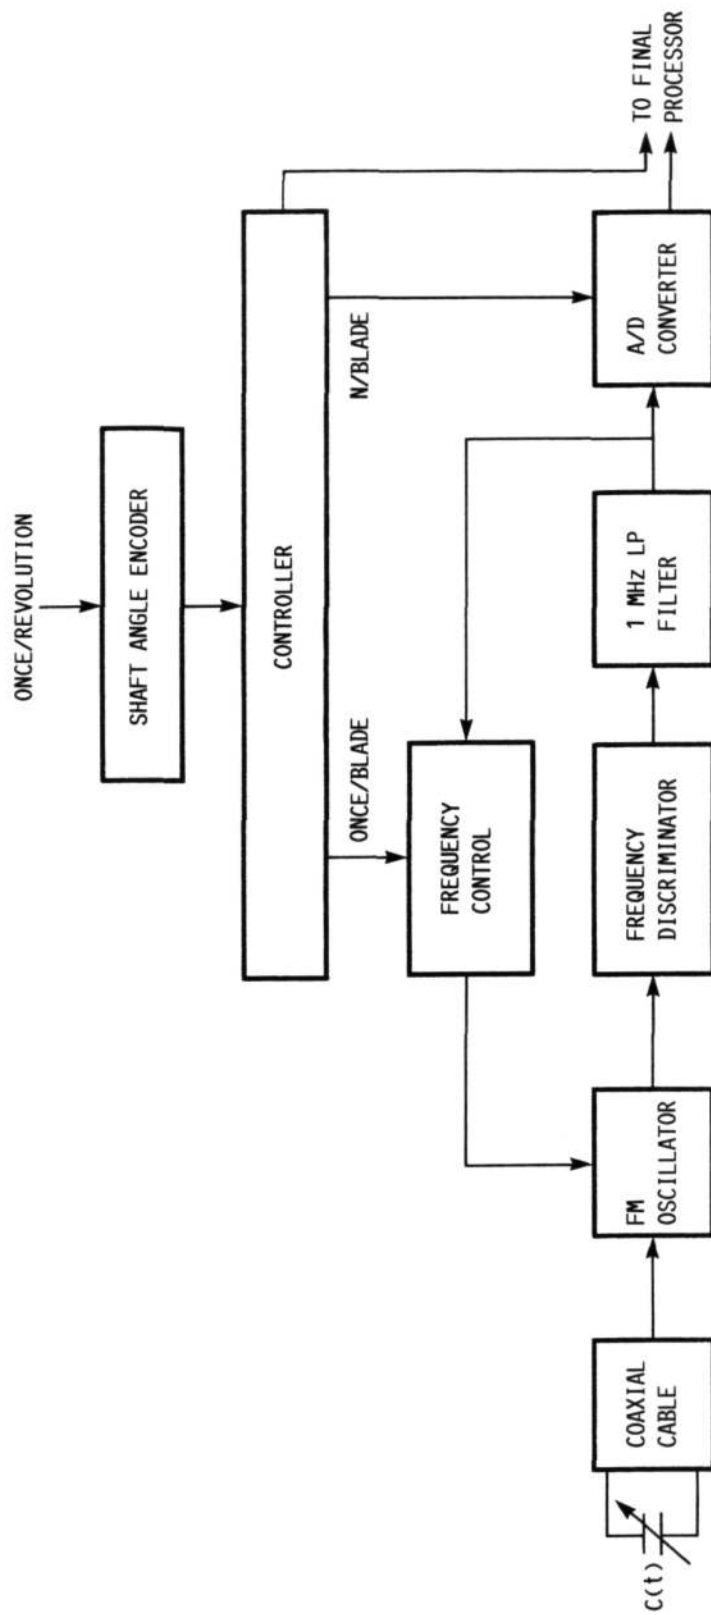 ONCE/REVOLUTION
SHAFT ANGLE ENCODER
CONTROLLER
ONCE/BLADE
N/BLADE
TO FINAL
PROCESSOR
FREQUENCY
CONTROL
C(t)
COAXIAL
CABLE
FM
OSCILLATOR
FREQUENCY
DISCRIMINATOR
1 MHz LP
FILTER
A/D
CONVERTER